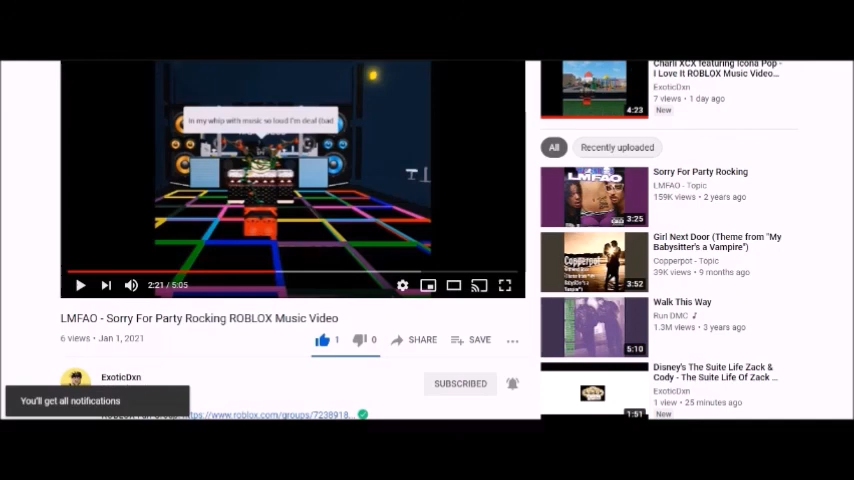 in my whip with music so loud I'm deaf (bad
2:21 / 5:05
LMFAO - Sorry For Party Rocking ROBLOX Music Video
6 views • Jan 1, 2021
1
0
SHARE
SAVE
ExoticDxn
SUBSCRIBED
You'll get all notifications
https://www.roblox.com/groups/7238918...
Charli XCX featuring Icona Pop -
I Love It ROBLOX Music Video...
ExoticDxn
7 views • 1 day ago
New
4:23
All
Recently uploaded
LMFAO
3:25
Sorry For Party Rocking
LMFAO - Topic
159K views • 2 years ago
Copperpot
3:52
Girl Next Door (Theme from "My
Babysitter's a Vampire")
Copperpot - Topic
39K views • 9 months ago
5:10
Walk This Way
Run DMC
1.3M views • 3 years ago
1:51
Disney's The Suite Life Zack &
Cody - The Suite Life Of Zack ...
ExoticDxn
1 view • 25 minutes ago
New